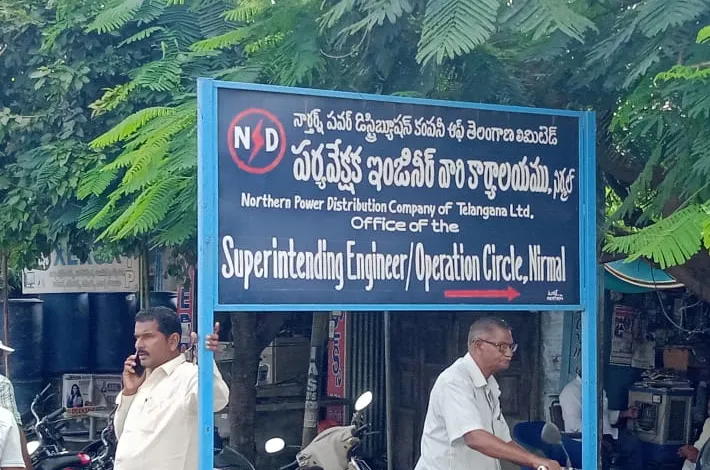 నార్తర్న్ పవర్ డిస్ట్రిబ్యూషన్ కంపెనీ ఆఫ్ తెలంగాణ లిమిటెడ్
N D
పర్యవేక్షక ఇంజినీర్ వారి కార్యాలయము, నిర్మల్
Northern Power Distribution Company of Telangana Ltd.
Office of the
Superintending Engineer/Operation Circle, Nirmal